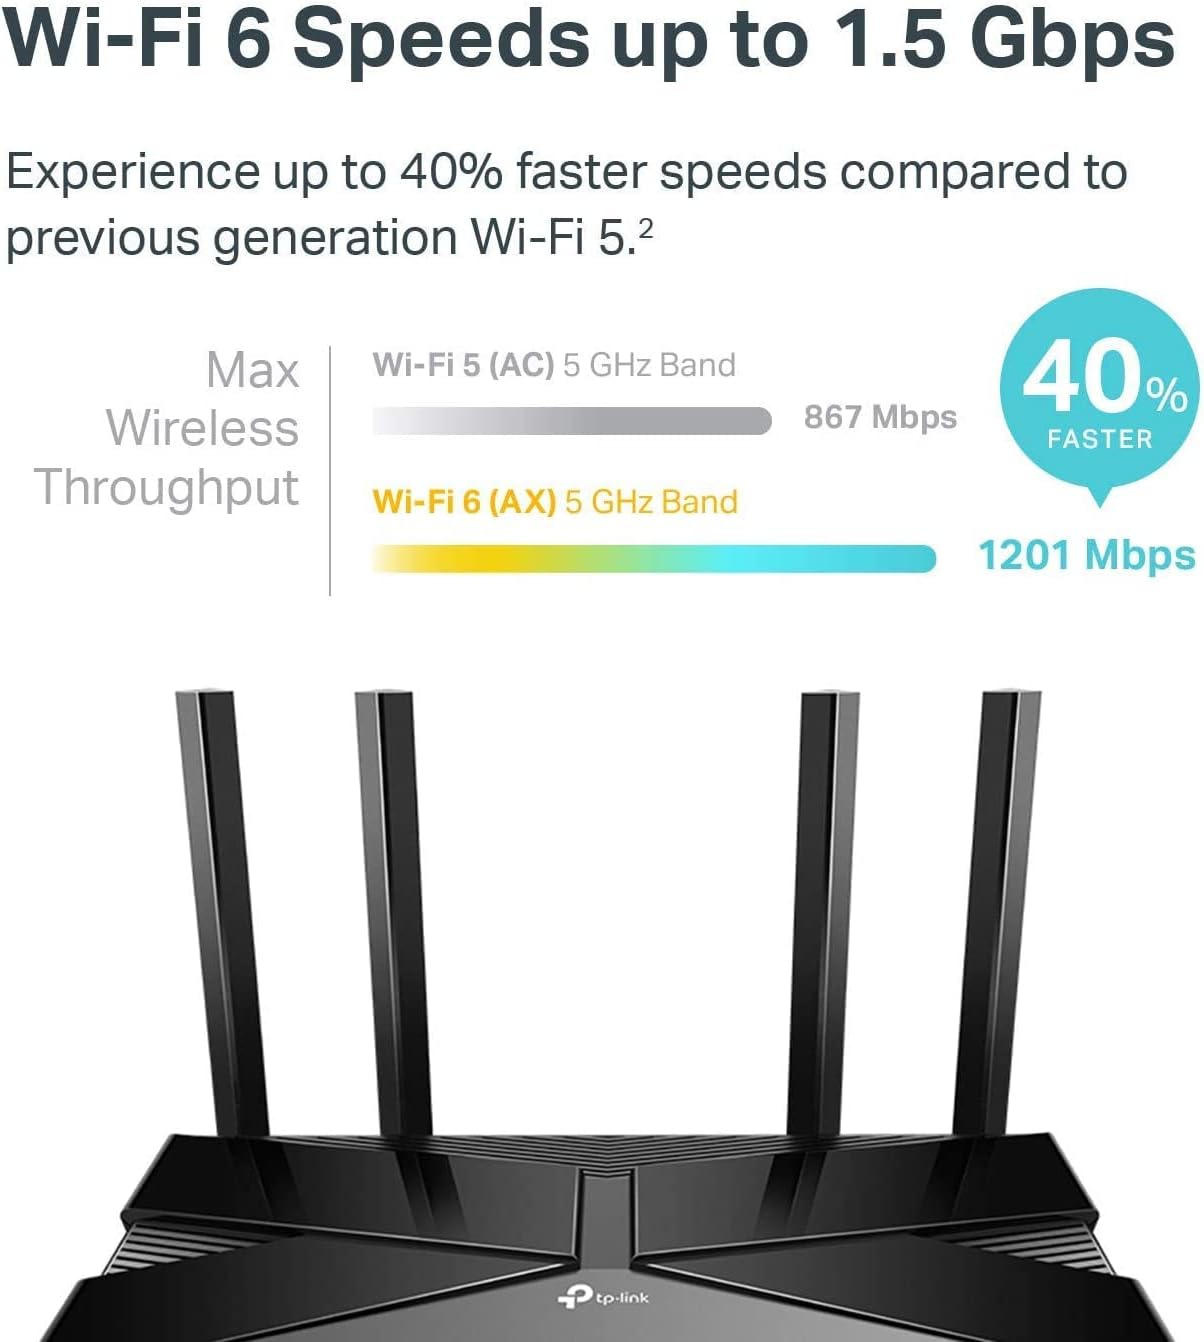 Wi-Fi 6 Speeds up to 1.5 Gbps
Experience up to 40% faster speeds compared to
previous generation Wi-Fi 5.²
Max
Wireless
Throughput
Wi-Fi 5 (AC) 5 GHz Band
867 Mbps
Wi-Fi 6 (AX) 5 GHz Band
1201 Mbps
40%
FASTER
tp-link